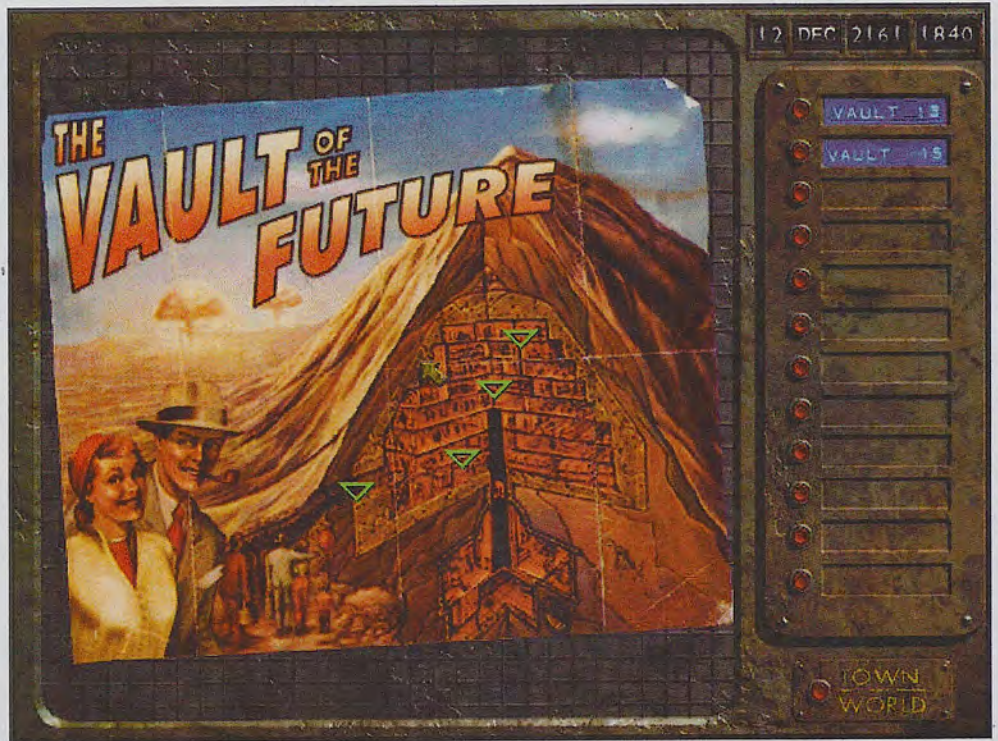 12 DEC 2161 1840
THE
VAULT OF
THE
FUTURE
VAULT 13
VAULT 15
TOWN
WORLD